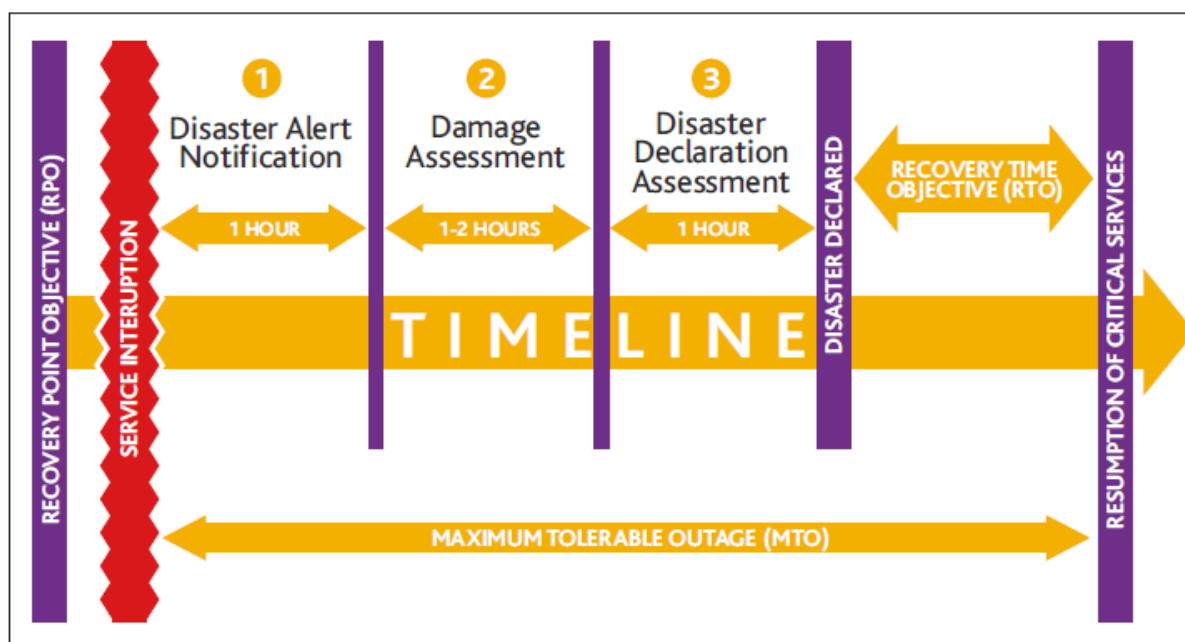 RECOVERY POINT OBJECTIVE (RPO)
SERVICE INTERUPTION
1
Disaster Alert
Notification
1 HOUR
2
Damage
Assessment
1-2 HOURS
3
Disaster
Declaration
Assessment
1 HOUR
DISASTER DECLARED
RECOVERY TIME
OBJECTIVE (RTO)
RESUMPTION OF CRITICAL SERVICES
TIMELINE
MAXIMUM TOLERABLE OUTAGE (MTO)